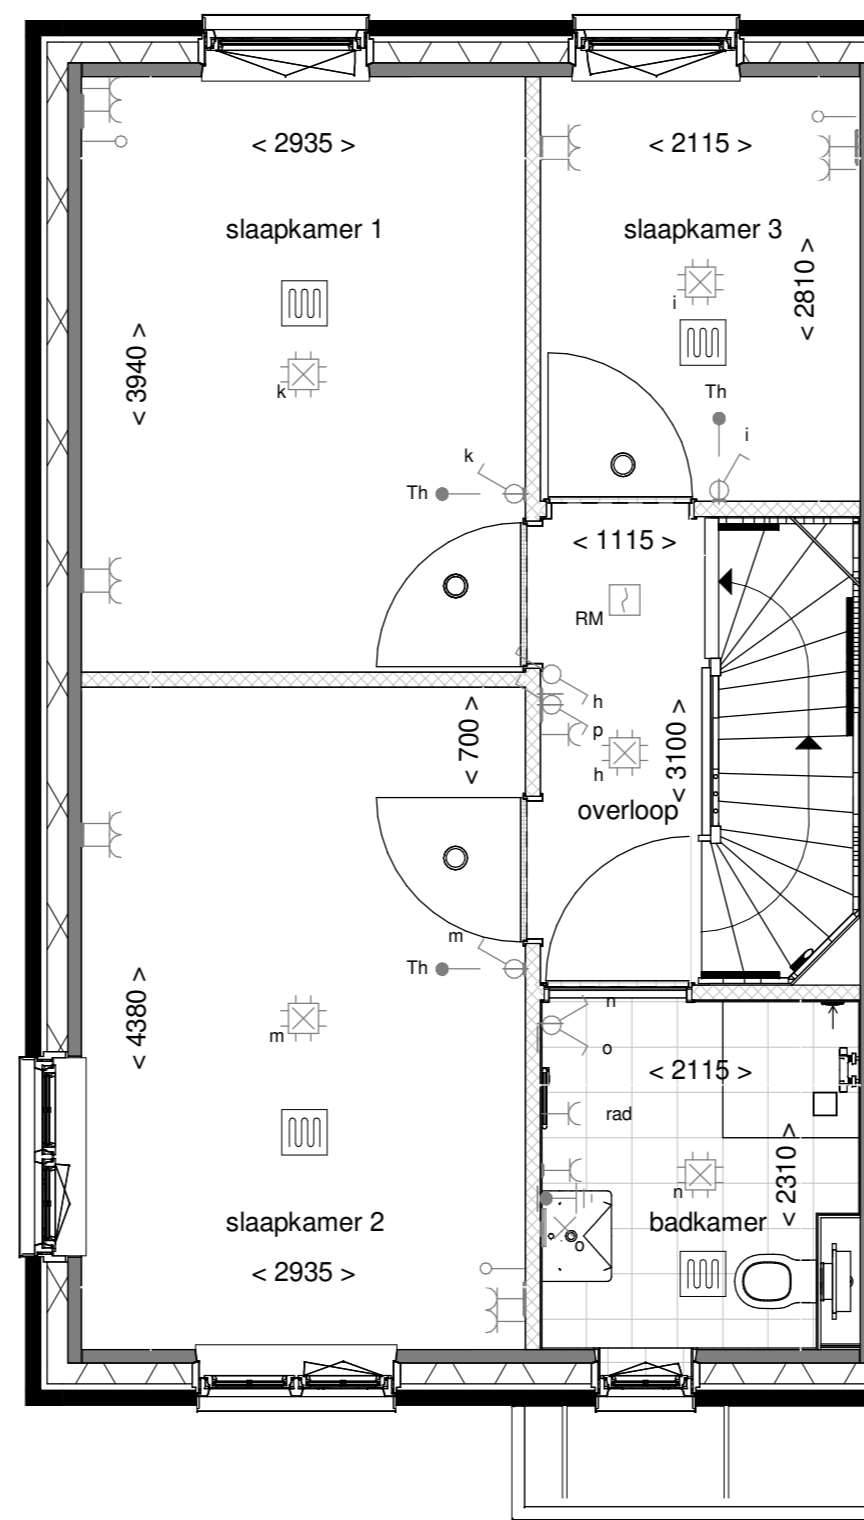 < 2935 >
< 2115 >
slaapkamer 1
slaapkamer 3
< 2810 >
i
< 3940 >
k
Th
i
k
Th
< 1115 >
RM
h
< 700 >
p
< 3100 >
h
overloop
m
Th
n
< 4380 >
m
o
< 2115 >
rad
< 2310 >
n
slaapkamer 2
badkamer
< 2935 >